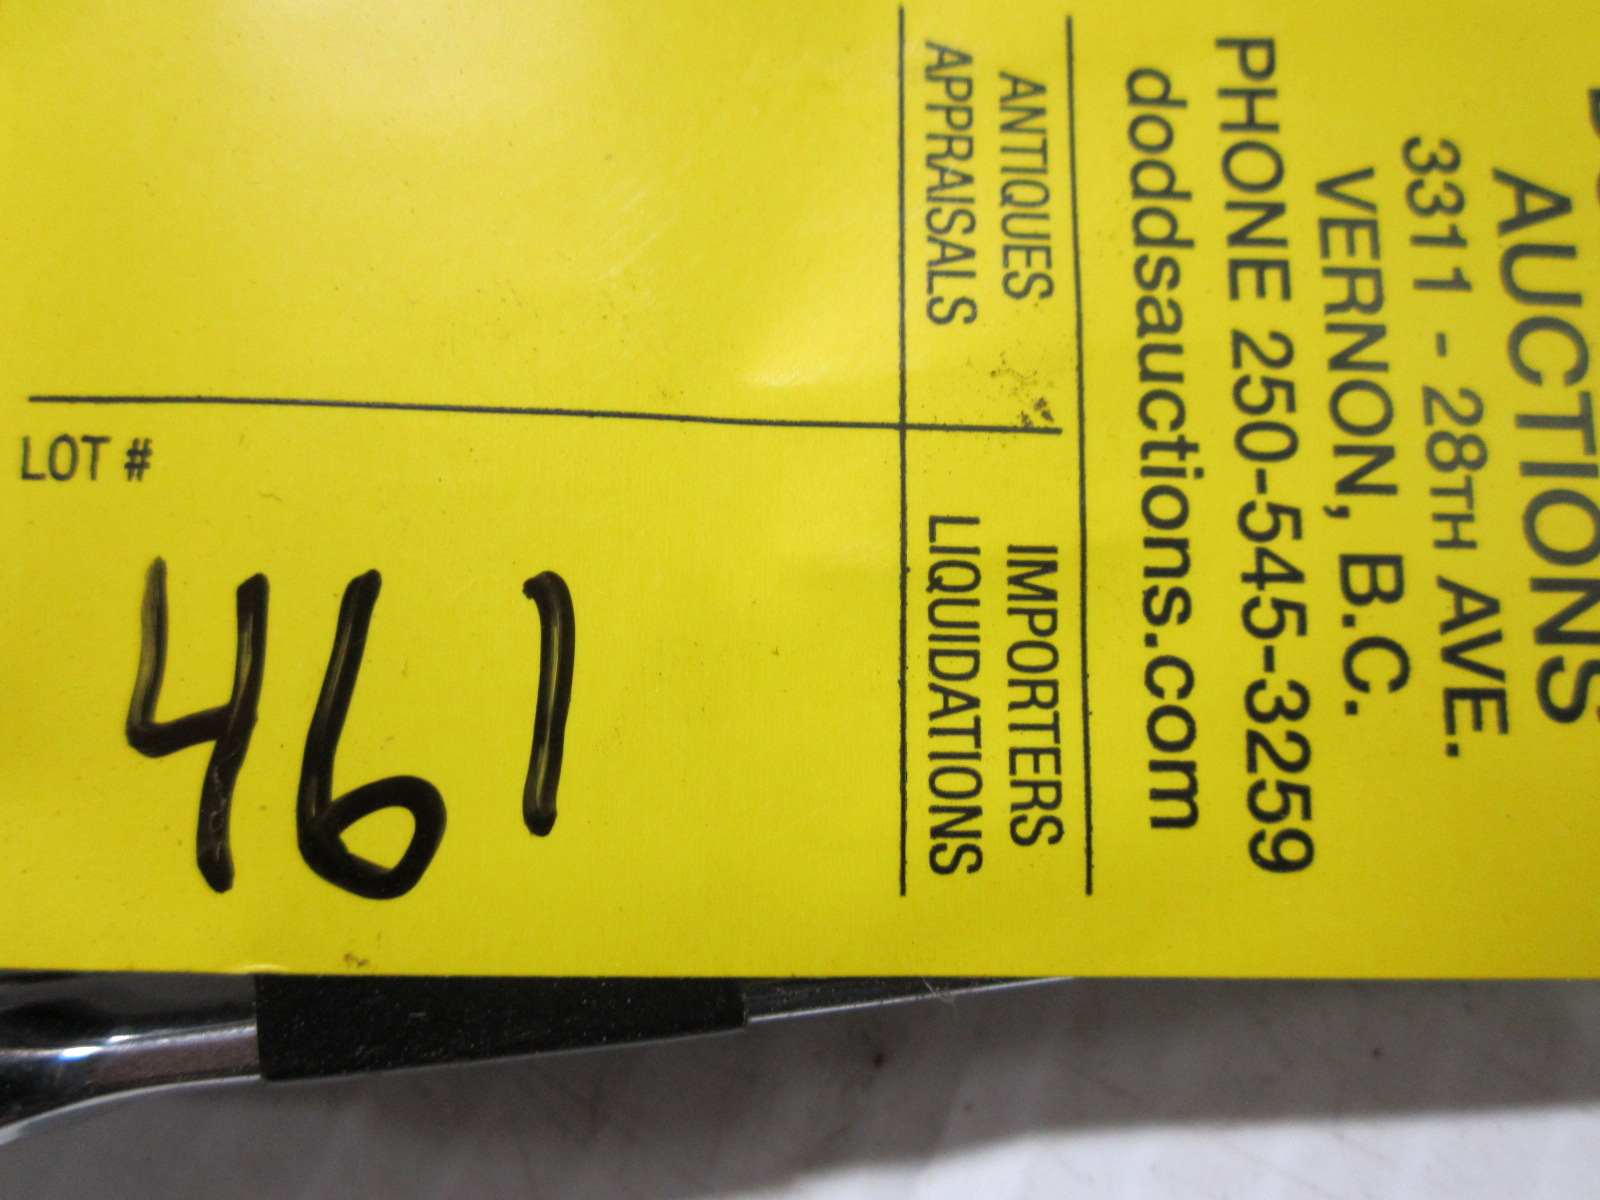 AUCTIONS
3311 - 28TH AVE.
VERNON, B.C.
PHONE 250-545-3259
doddsauctions.com
ANTIQUES IMPORTERS
APPRAISALS LIQUIDATIONS
LOT #
461